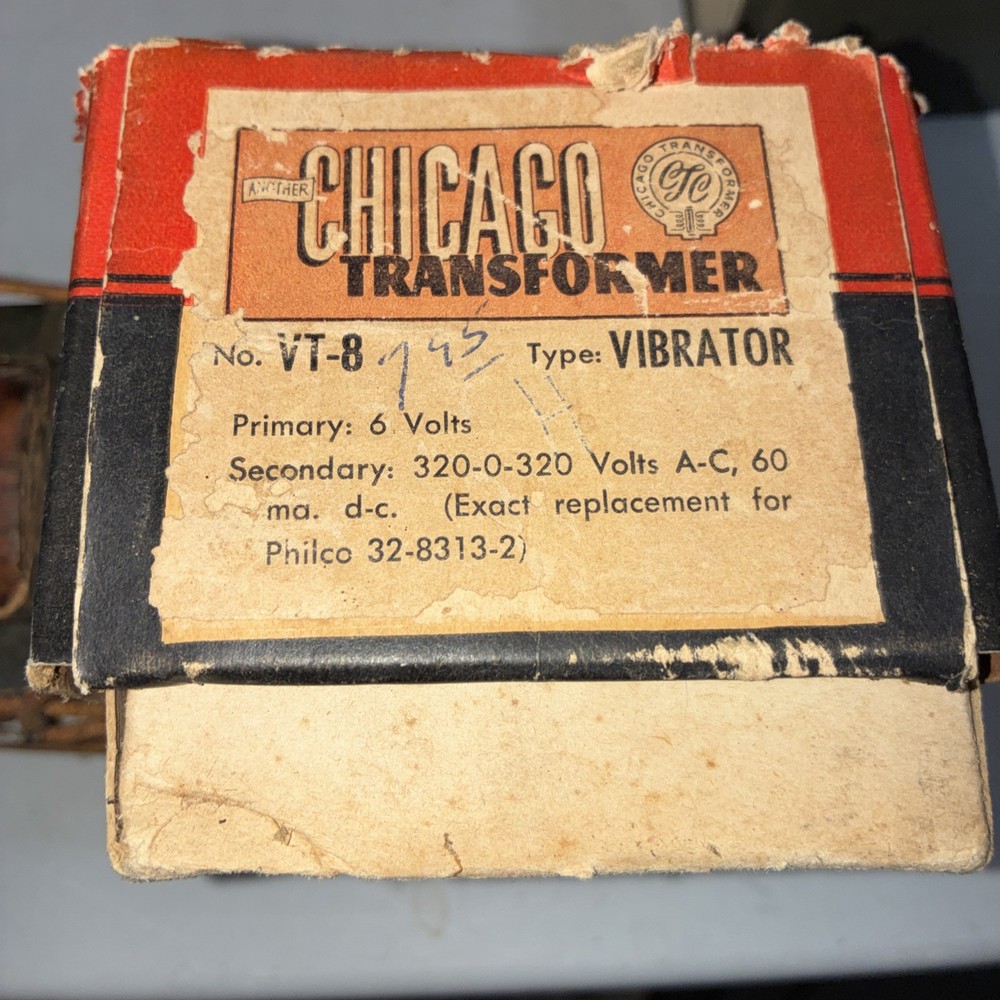 ANOTHER
CHICAGO
TRANSFORMER
CHICAGO TRANSFORMER
CTC
No. VT-8 Type: VIBRATOR
Primary: 6 Volts
Secondary: 320-0-320 Volts A-C, 60
ma. d-c. (Exact replacement for
Philco 32-8313-2)
H